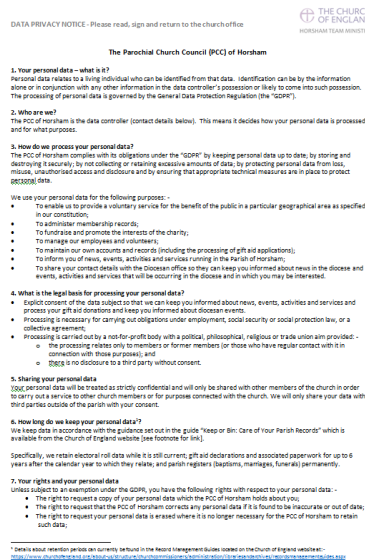 THE CHURCH
OF ENGLAND
DATA PRIVACY NOTICE - Please read, sign and return to the church office
HORSHAM TEAM MINIST
The Parochial Church Council (PCC) of Horsham
1. Your personal data – what is it?
Personal data relates to a living individual who can be identified from that data.  Identification can be by the information
alone or in conjunction with any other information in the data controller's possession or likely to come into such possession.
The processing of personal data is governed by the General Data Protection Regulation (the "GDPR").
2. Who are we?
The PCC of Horsham is the data controller (contact details below).  This means it decides how your personal data is processed
and for what purposes.
3. How do we process your personal data?
The PCC of Horsham complies with its obligations under the "GDPR" by keeping personal data up to date; by storing and
destroying it securely; by not collecting or retaining excessive amounts of data; by protecting personal data from loss,
misuse, unauthorised access and disclosure and by ensuring that appropriate technical measures are in place to protect
personal data.
We use your personal data for the following purposes: -
• To enable us to provide a voluntary service for the benefit of the public in a particular geographical area as specified
in our constitution;
• To administer membership records;
• To fundraise and promote the interests of the charity;
• To manage our employees and volunteers;
• To maintain our own accounts and records (including the processing of gift aid applications);
• To inform you of news, events, activities and services running in the Parish of Horsham;
• To share your contact details with the Diocesan office so they can keep you informed about news in the diocese and
events, activities and services that will be occurring in the diocese and in which you may be interested.
4. What is the legal basis for processing your personal data?
• Explicit consent of the data subject so that we can keep you informed about news, events, activities and services and
process your gift aid donations and keep you informed about diocesan events.
• Processing is necessary for carrying out obligations under employment, social security or social protection law, or a
collective agreement;
• Processing is carried out by a not-for-profit body with a political, philosophical, religious or trade union aim provided: -
o the processing relates only to members or former members (or those who have regular contact with it in
connection with those purposes); and
o there is no disclosure to a third party without consent.
5. Sharing your personal data
Your personal data will be treated as strictly confidential and will only be shared with other members of the church in order
to carry out a service to other church members or for purposes connected with the church. We will only share your data with
third parties outside of the parish with your consent.
6. How long do we keep your personal data¹?
We keep data in accordance with the guidance set out in the guide "Keep or Bin: Care of Your Parish Records" which is
available from the Church of England website [see footnote for link].
Specifically, we retain electoral roll data while it is still current; gift aid declarations and associated paperwork for up to 6
years after the calendar year to which they relate; and parish registers (baptisms, marriages, funerals) permanently.
7. Your rights and your personal data
Unless subject to an exemption under the GDPR, you have the following rights with respect to your personal data: -
• The right to request a copy of your personal data which the PCC of Horsham holds about you;
• The right to request that the PCC of Horsham corrects any personal data if it is found to be inaccurate or out of date;
• The right to request your personal data is erased where it is no longer necessary for the PCC of Horsham to retain
such data;
¹ Details about retention periods can currently be found in the Record Management Guides located on the Church of England website at: -